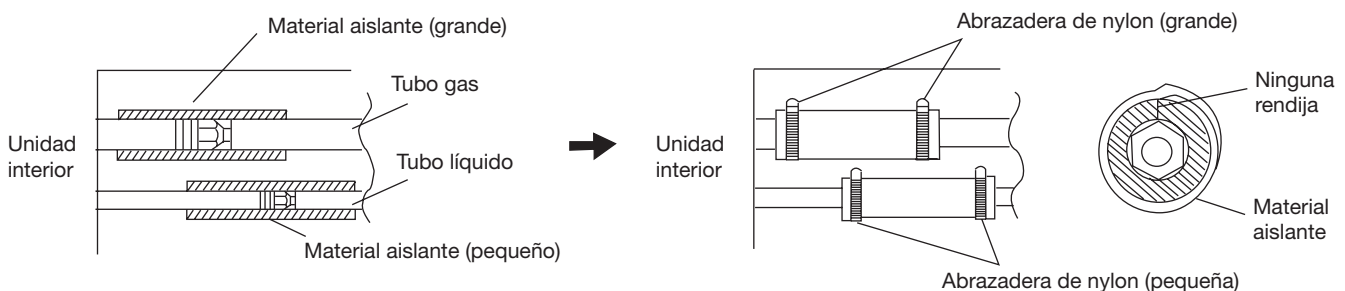 Material aislante (grande)
Tubo gas
Unidad
interior
Tubo líquido
Material aislante (pequeño)
Abrazadera de nylon (grande)
Unidad
interior
Ninguna
rendija
Material
aislante
Abrazadera de nylon (pequeña)